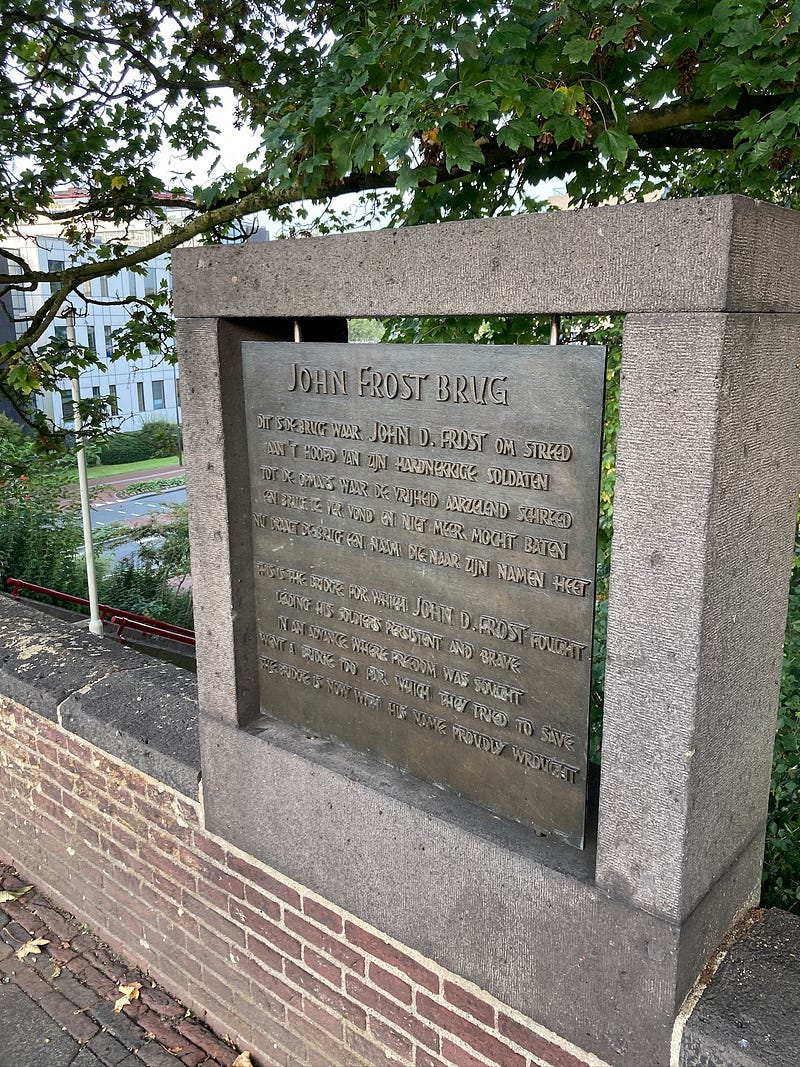 JOHN FROST BRUG
DIT IS DE BRUG WAAR JOHN D. FROST OM STREED
AAN 'T HOOFD VAN ZIJN HARDNEKKIGE SOLDATEN
TOT DE OPMARS WAAR DE VRIJHEID AARZELEND SCHREED
EEN BRUG TE VER VOND EN NIET MEER MOCHT BATEN
NU DRAAGT DE BRUG EEN NAAM DIE NAAR ZIJN NAMEN HEET
THIS IS THE BRIDGE FOR WHICH JOHN D. FROST FOUGHT
LEADING HIS SOLDIERS PERSISTENT AND BRAVE
IN AN ADVANCE WHERE FREEDOM WAS SOUGHT
WENT A BRIDGE TOO FAR WHICH THEY TRIED TO SAVE
THE BRIDGE IS NOW WITH HIS NAME PROUDLY WROUGHT